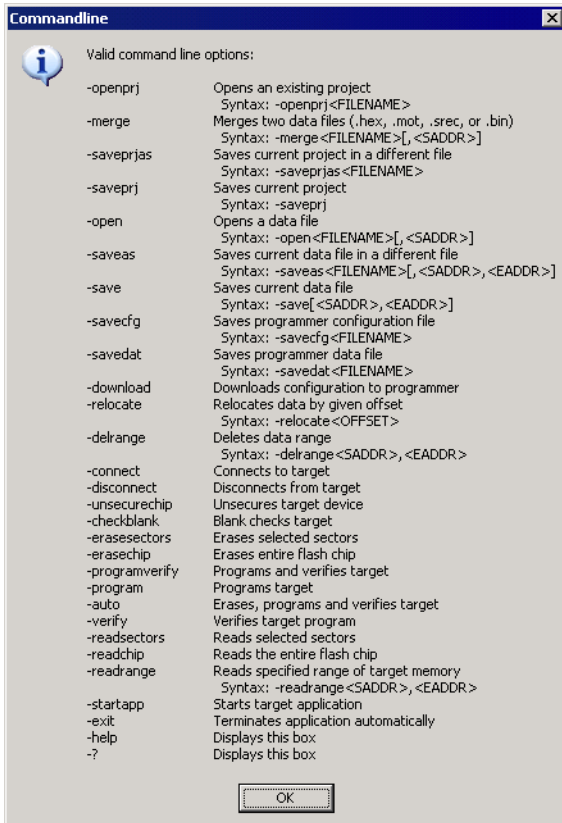 Commandline
Valid command line options:
-openprj Opens an existing project
Syntax: -openprj<FILENAME>
-merge Merges two data files (.hex, .mot, .srec, or .bin)
Syntax: -merge<FILENAME>[,<SADDR>]
-saveprjas Saves current project in a different file
Syntax: -saveprjas<FILENAME>
-saveprj Saves current project
Syntax: -saveprj
-open Opens a data file
Syntax: -open<FILENAME>[,<SADDR>]
-saveas Saves current data file in a different file
Syntax: -saveas<FILENAME>[,<SADDR>,<EADDR>]
-save Saves current data file
Syntax: -save[<SADDR>,<EADDR>]
-savecfg Saves programmer configuration file
Syntax: -savecfg<FILENAME>
-savedat Saves programmer data file
Syntax: -savedat<FILENAME>
-download Downloads configuration to programmer
-relocate Relocates data by given offset
Syntax: -relocate<OFFSET>
-delrange Deletes data range
Syntax: -delrange<SADDR>,<EADDR>
-connect Connects to target
-disconnect Disconnects from target
-unsecurechip Unsecures target device
-checkblank Blank checks target
-erasesectors Erases selected sectors
-erasechip Erases entire flash chip
-programverify Programs and verifies target
-program Programs target
-auto Erases, programs and verifies target
-verify Verifies target program
-readsectors Reads selected sectors
-readchip Reads the entire flash chip
-readrange Reads specified range of target memory
Syntax: -readrange<SADDR>,<EADDR>
-startapp Starts target application
-exit Terminates application automatically
-help Displays this box
-? Displays this box
OK